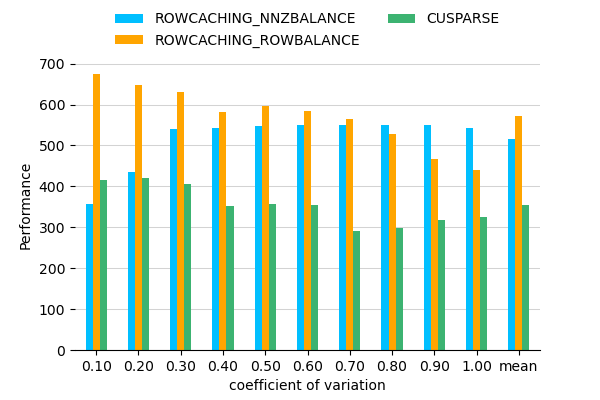 ROWCACHING_NNZBALANCE CUSPARSE
ROWCACHING_ROWBALANCE
700
600
500
400
300
200
100
0
Performance
0.10 0.20 0.30 0.40 0.50 0.60 0.70 0.80 0.90 1.00 mean
coefficient of variation